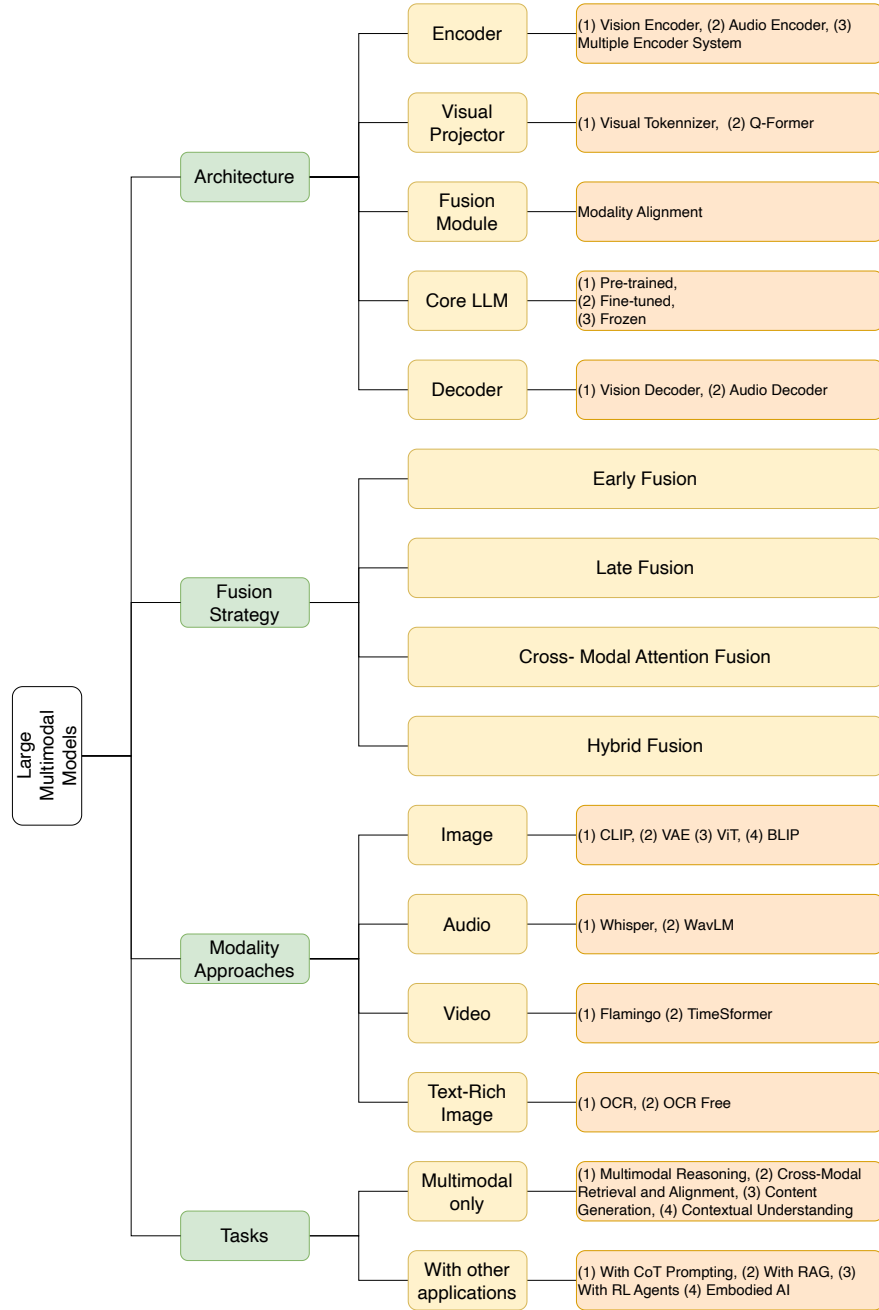 Large
Multimodal
Models
Architecture
Encoder
(1) Vision Encoder, (2) Audio Encoder, (3)
Multiple Encoder System
Visual
Projector
(1) Visual Tokennizer,  (2) Q-Former
Fusion
Module
Modality Alignment
Core LLM
(1) Pre-trained,
(2) Fine-tuned,
(3) Frozen
Decoder
(1) Vision Decoder, (2) Audio Decoder
Fusion
Strategy
Early Fusion
Late Fusion
Cross- Modal Attention Fusion
Hybrid Fusion
Modality
Approaches
Image
(1) CLIP, (2) VAE (3) ViT, (4) BLIP
Audio
(1) Whisper, (2) WavLM
Video
(1) Flamingo (2) TimeSformer
Text-Rich
Image
(1) OCR, (2) OCR Free
Tasks
Multimodal
only
(1) Multimodal Reasoning, (2) Cross-Modal
Retrieval and Alignment, (3) Content
Generation, (4) Contextual Understanding
With other
applications
(1) With CoT Prompting, (2) With RAG, (3)
With RL Agents (4) Embodied AI